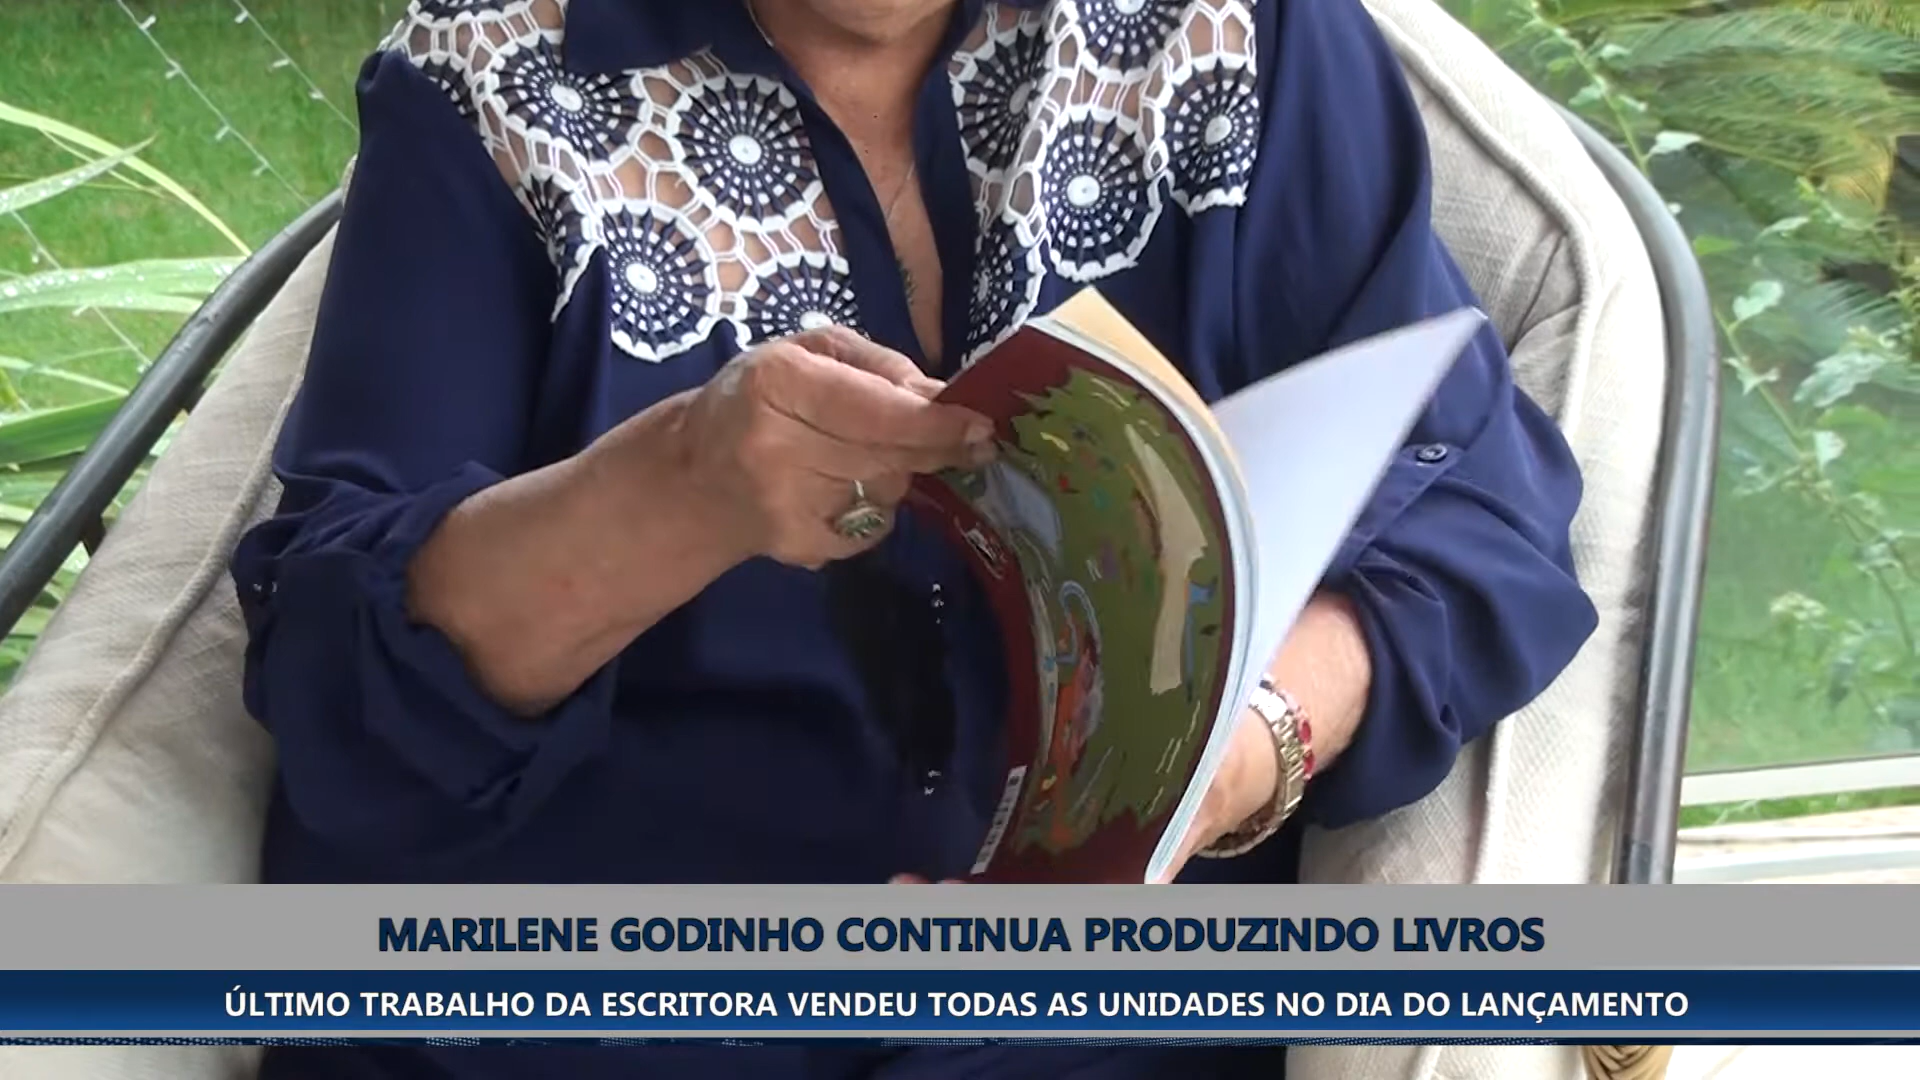 MARILENE GODINHO CONTINUA PRODUZINDO LIVROS
ÚLTIMO TRABALHO DA ESCRITORA VENDEU TODAS AS UNIDADES NO DIA DO LANÇAMENTO